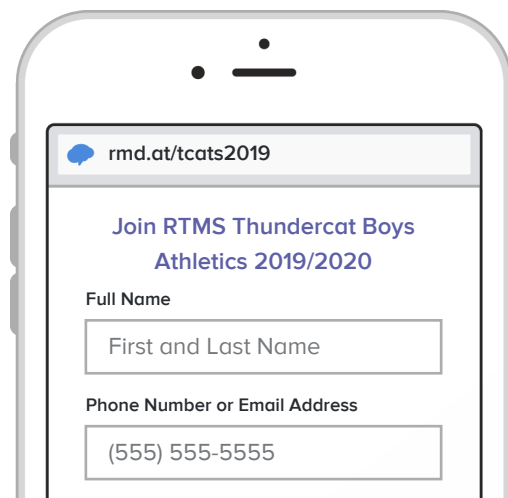 rmd.at/tcats2019
Join RTMS Thundercat Boys
Athletics 2019/2020
Full Name
First and Last Name
Phone Number or Email Address
(555) 555-5555